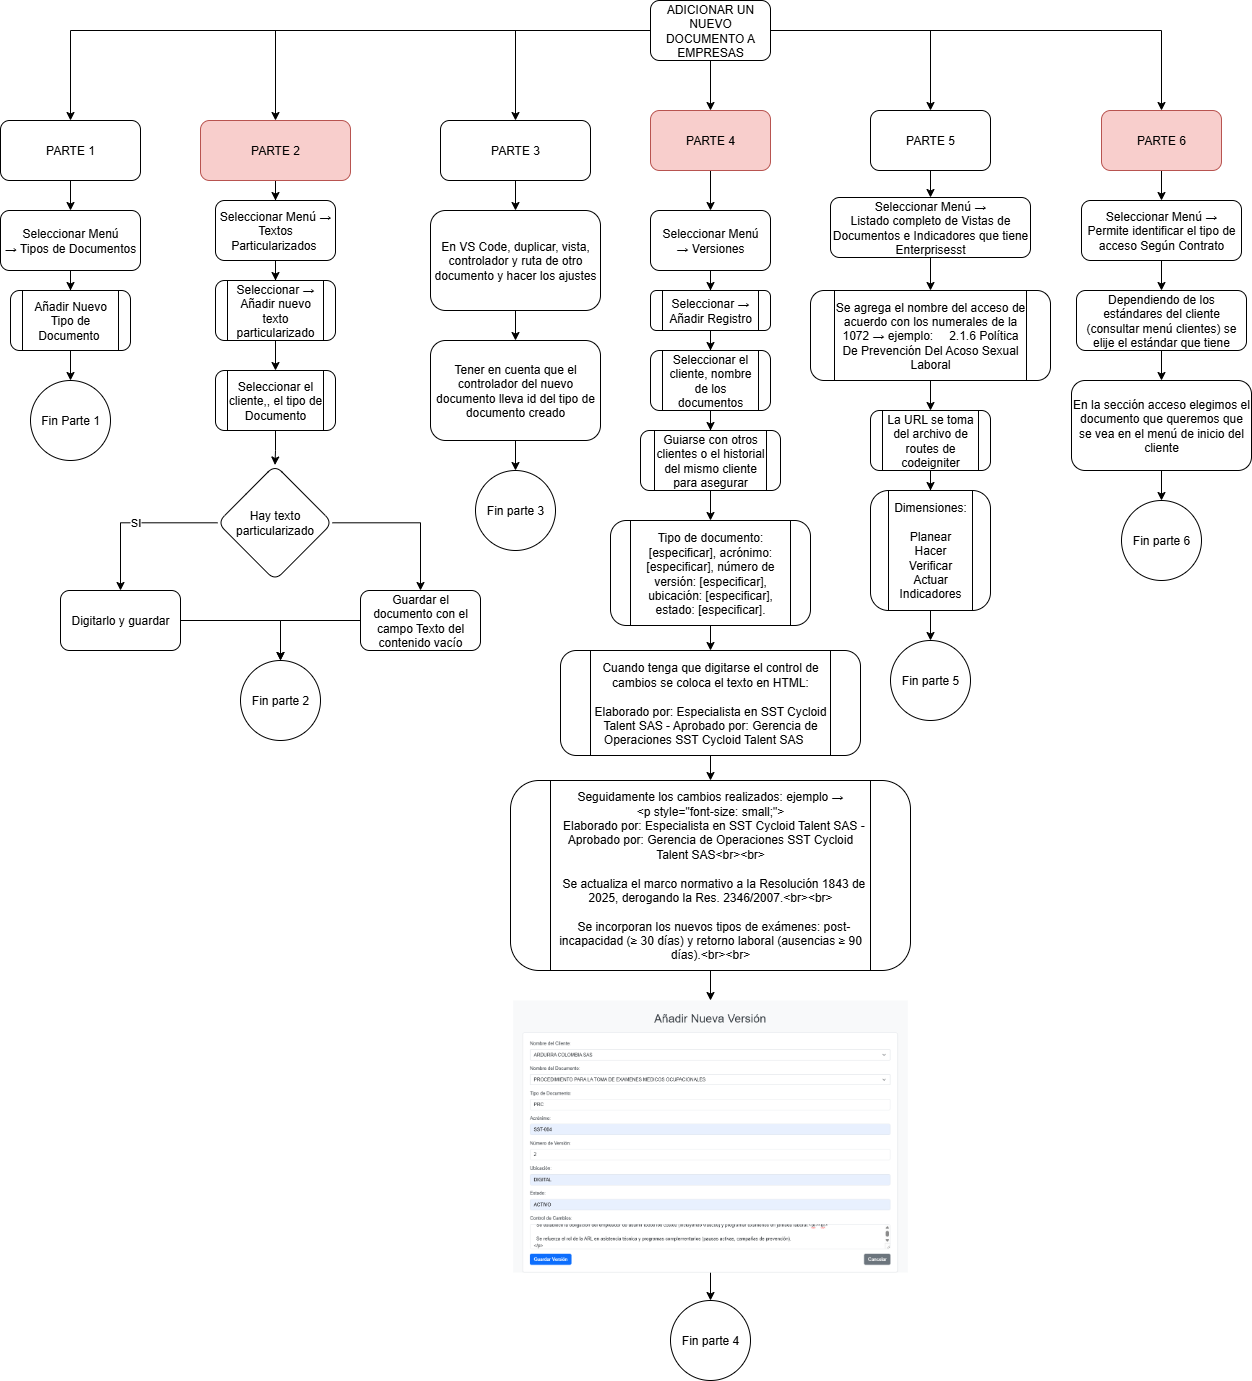 ADICIONAR UN
NUEVO
DOCUMENTO A
EMPRESAS
PARTE 1
Seleccionar Menú
→ Tipos de Documentos
Añadir Nuevo
Tipo de
Documento
Fin Parte 1
PARTE 2
Seleccionar Menú →
Textos
Particularizados
Seleccionar →
Añadir nuevo
texto
particularizado
Seleccionar el
cliente,, el tipo de
Documento
Hay texto
particularizado
SI
Digitarlo y guardar
Guardar el
documento con el
campo Texto del
contenido vacío
Fin parte 2
PARTE 3
En VS Code, duplicar, vista,
controlador y ruta de otro
documento y hacer los ajustes
Tener en cuenta que el
controlador del nuevo
documento lleva id del tipo de
documento creado
Fin parte 3
PARTE 4
Seleccionar Menú
→ Versiones
Seleccionar →
Añadir Registro
Seleccionar el
cliente, nombre
de los
documentos
Guiarse con otros
clientes o el historial
del mismo cliente
para asegurar
Tipo de documento:
[especificar], acrónimo:
[especificar], número de
versión: [especificar],
ubicación: [especificar],
estado: [especificar].
Cuando tenga que digitarse el control de
cambios se coloca el texto en HTML:
Elaborado por: Especialista en SST Cycloid
Talent SAS - Aprobado por: Gerencia de
Operaciones SST Cycloid Talent SAS
Seguidamente los cambios realizados: ejemplo →
<p style="font-size: small;">
Elaborado por: Especialista en SST Cycloid Talent SAS -
Aprobado por: Gerencia de Operaciones SST Cycloid
Talent SAS<br><br>
Se actualiza el marco normativo a la Resolución 1843 de
2025, derogando la Res. 2346/2007.<br><br>
Se incorporan los nuevos tipos de exámenes: post-
incapacidad (≥ 30 días) y retorno laboral (ausencias ≥ 90
días).<br><br>
Añadir Nueva Versión
Nombre del Cliente:
ARDURRA COLOMBIA SAS
Nombre del Documento:
PROCEDIMIENTO PARA LA TOMA DE EXAMENES MEDICOS OCUPACIONALES
Tipo de Documento:
PRC
Acrónimo:
SST-004
Número de Versión:
2
Ubicación:
DIGITAL
Estado:
ACTIVO
Control de Cambios:
Se refuerza el rol de la ARL en asistencia técnica y programas complementarios (pausas activas, campañas de prevención).
</p>
Guardar Versión
Cancelar
Fin parte 4
PARTE 5
Seleccionar Menú →
Listado completo de Vistas de
Documentos e Indicadores que tiene
Enterprisesst
Se agrega el nombre del acceso de
acuerdo con los numerales de la
1072 → ejemplo: 2.1.6 Política
De Prevención Del Acoso Sexual
Laboral
La URL se toma
del archivo de
routes de
codeigniter
Dimensiones:
Planear
Hacer
Verificar
Actuar
Indicadores
Fin parte 5
PARTE 6
Seleccionar Menú →
Permite identificar el tipo de
acceso Según Contrato
Dependiendo de los
estándares del cliente
(consultar menú clientes) se
elije el estándar que tiene
En la sección acceso elegimos el
documento que queremos que
se vea en el menú de inicio del
cliente
Fin parte 6